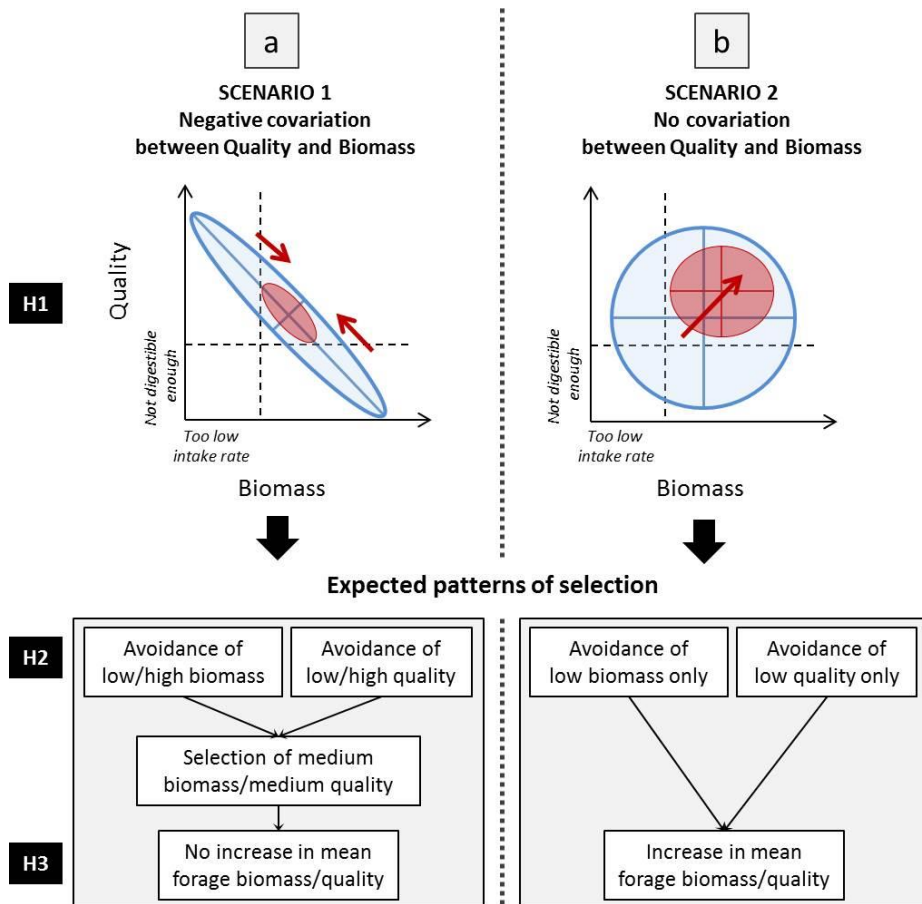 a
SCENARIO 1
Negative covariation
between Quality and Biomass
b
SCENARIO 2
No covariation
between Quality and Biomass
H1
Quality
Not digestible
enough
Too low
intake rate
Biomass
Not digestible
enough
Too low
intake rate
Biomass
Expected patterns of selection
H2
Avoidance of
low/high biomass
Avoidance of
low/high quality
Avoidance of
low biomass only
Avoidance of
low quality only
Selection of medium
biomass/medium quality
H3
No increase in mean
forage biomass/quality
Increase in mean
forage biomass/quality